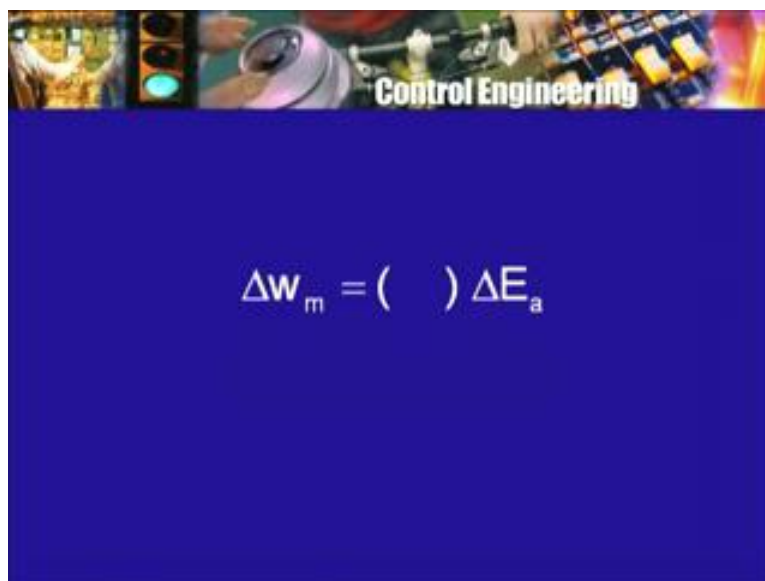 Control Engineering
Δw_m = ( ) ΔE_a